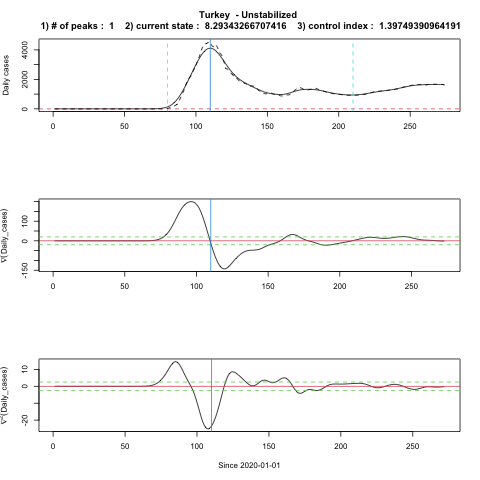 Turkey - Unstabilized
1) # of peaks : 1 2) current state : 8.29343266707416 3) control index : 1.39749390964191
Daily cases
0 2000 4000
0 50 100 150 200 250
∇(Daily_cases)
-150 0 100
0 50 100 150 200 250
∇²(Daily_cases)
-20 0 10
0 50 100 150 200 250
Since 2020-01-01